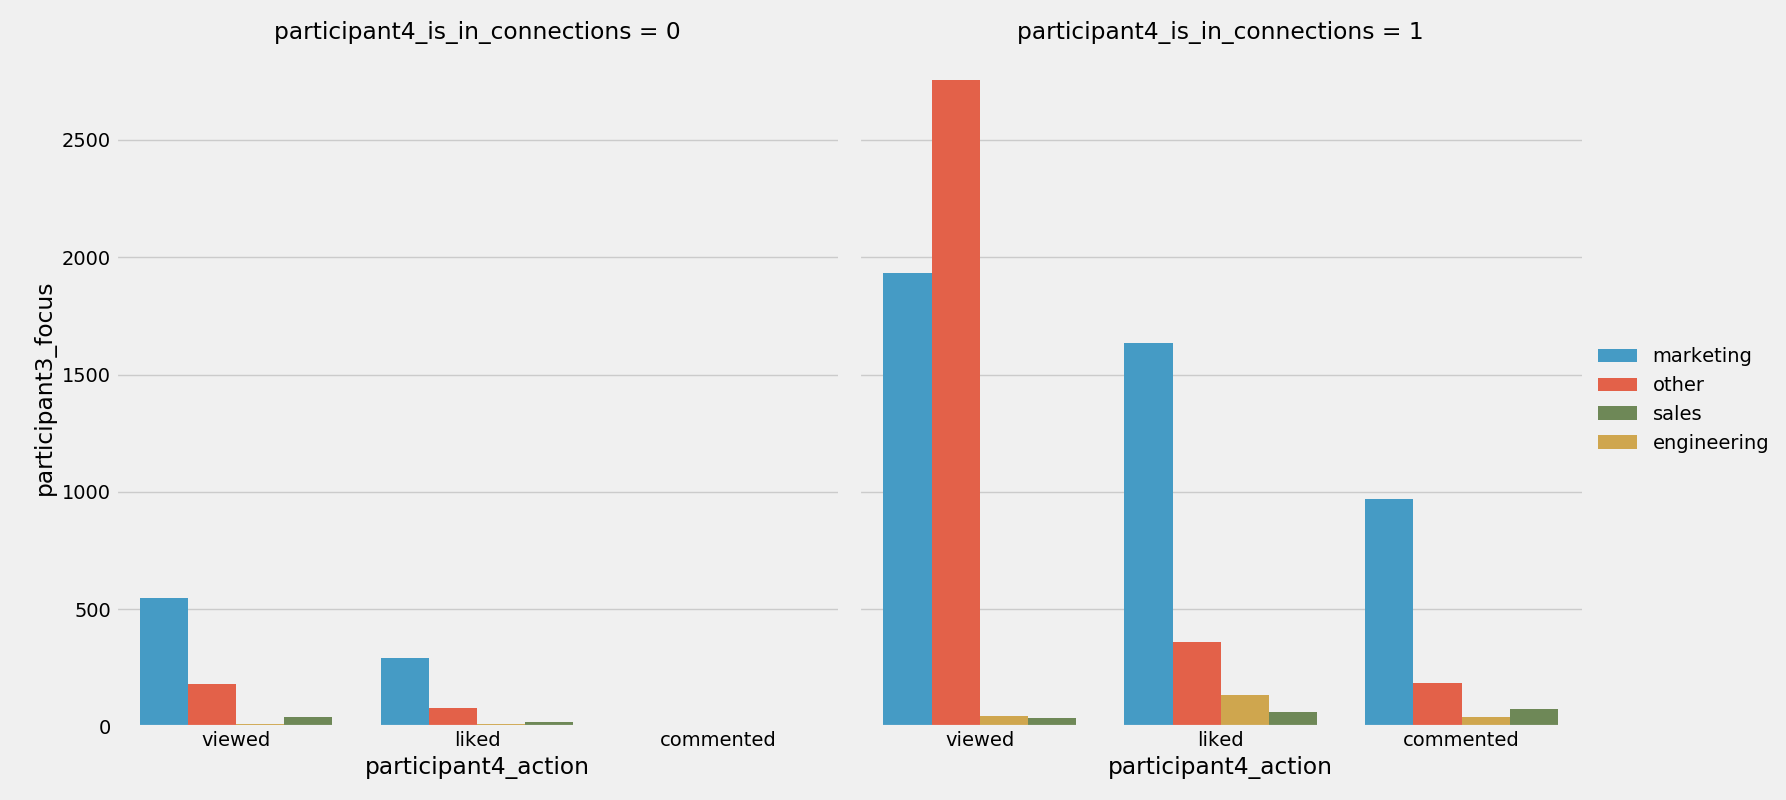 participant4_is_in_connections = 0
participant4_is_in_connections = 1
participant3_focus
2500
2000
1500
1000
500
0
viewed
liked
commented
viewed
liked
commented
participant4_action
participant4_action
marketing
other
sales
engineering